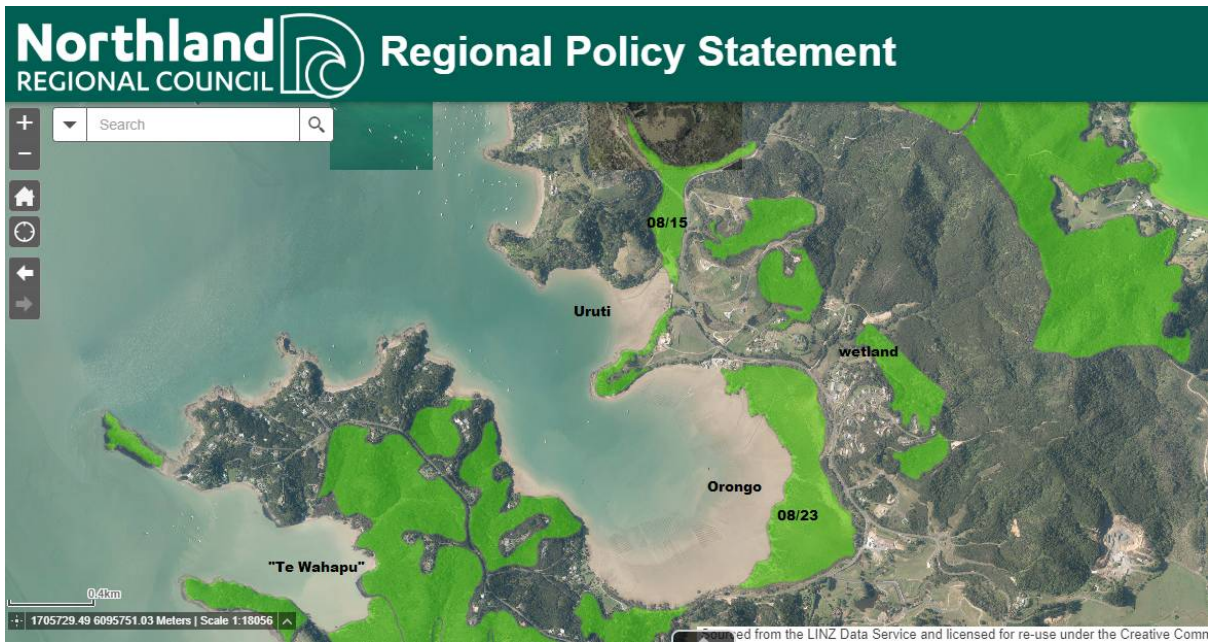 Northland
REGIONAL COUNCIL
Regional Policy Statement
Search
08/15
Uruti
wetland
Orongo
08/23
"Te Wahapu"
0.4km
1705729.49 6095751.03 Meters | Scale 1:18056
Sourced from the LINZ Data Service and licensed for re-use under the Creative Comm